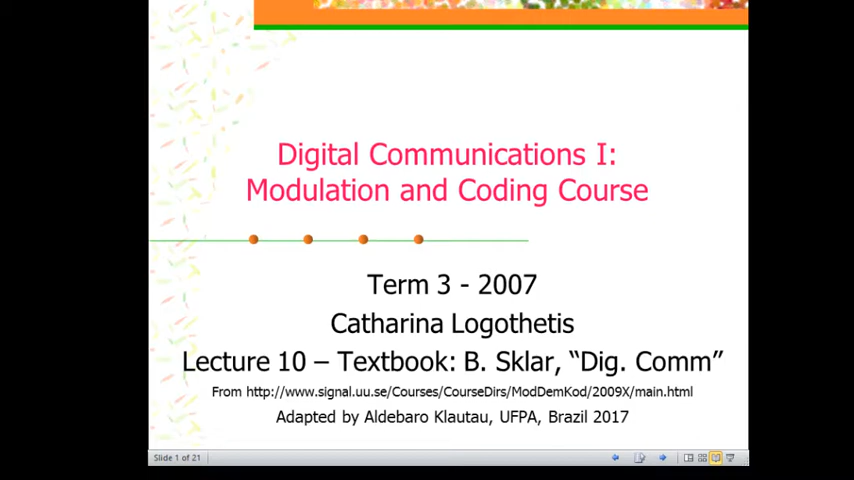 Digital Communications I:
Modulation and Coding Course
Term 3 - 2007
Catharina Logothetis
Lecture 10 – Textbook: B. Sklar, “Dig. Comm”
From http://www.signal.uu.se/Courses/CourseDirs/ModDemKod/2009X/main.html
Adapted by Aldebaro Klautau, UFPA, Brazil 2017
Slide 1 of 21